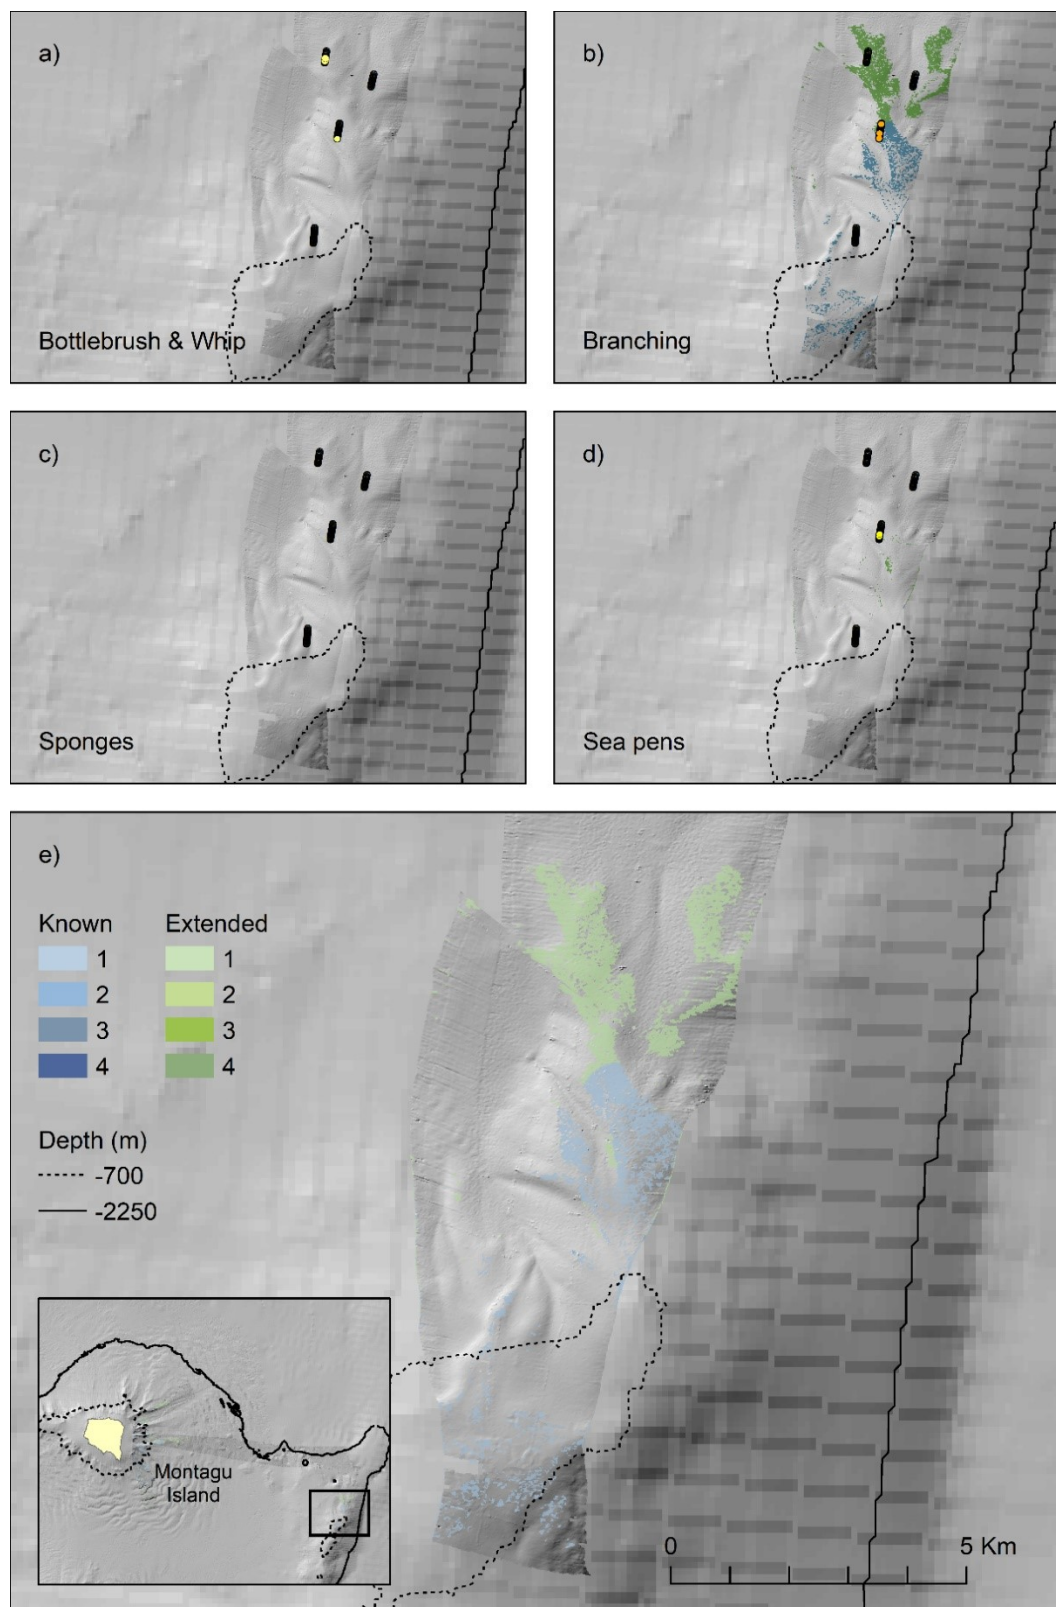 a)
Bottlebrush & Whip
b)
Branching
c)
Sponges
d)
Sea pens
e)
Known Extended
1 1
2 2
3 3
4 4
Depth (m)
-700
-2250
Montagu
Island
0 5 Km